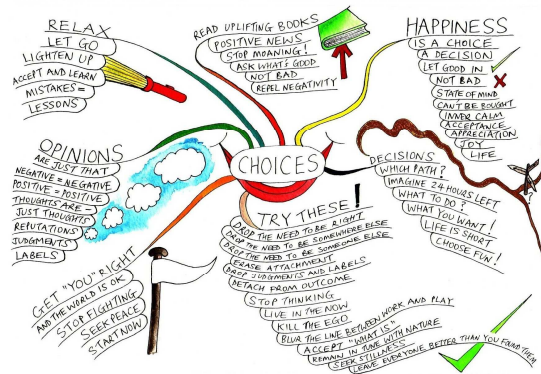 RELAX
LET GO
LIGHTEN UP
ACCEPT AND LEARN
MISTAKES =
LESSONS
READ UPLIFTING BOOKS
POSITIVE NEWS
STOP MOANING!
ASK WHAT'S GOOD
NOT BAD
REPEL NEGATIVITY
HAPPINESS
IS A CHOICE
A DECISION
LET GOOD IN
NOT BAD
STATE OF MIND
CAN'T BE BOUGHT
INNER CALM
ACCEPTANCE
APPRECIATION
JOY
LIFE
OPINIONS
ARE JUST THAT
NEGATIVE = NEGATIVE
POSITIVE = POSITIVE
THOUGHTS ARE
JUST THOUGHTS
REPUTATIONS
JUDGMENTS
LABELS
CHOICES
DECISIONS
WHICH PATH?
IMAGINE 24 HOURS LEFT
WHAT TO DO?
WHAT YOU WANT!
LIFE IS SHORT
CHOOSE FUN!
GET "YOU" RIGHT
AND THE WORLD IS OK
STOP FIGHTING
SEEK PEACE
START NOW
TRY THESE!
DROP THE NEED TO BE RIGHT
DROP THE NEED TO BE SOMEWHERE ELSE
DROP THE NEED TO BE SOMEONE ELSE
ERASE ATTACHMENT
DROP JUDGMENTS AND LABELS
DETACH FROM OUTCOME
STOP THINKING
LIVE IN THE NOW
KILL THE EGO
BLUR THE LINE BETWEEN WORK AND PLAY
ACCEPT "WHAT IS"
REMAIN IN TUNE WITH NATURE
SEEK STILLNESS
LEAVE EVERYONE BETTER THAN YOU FOUND THEM